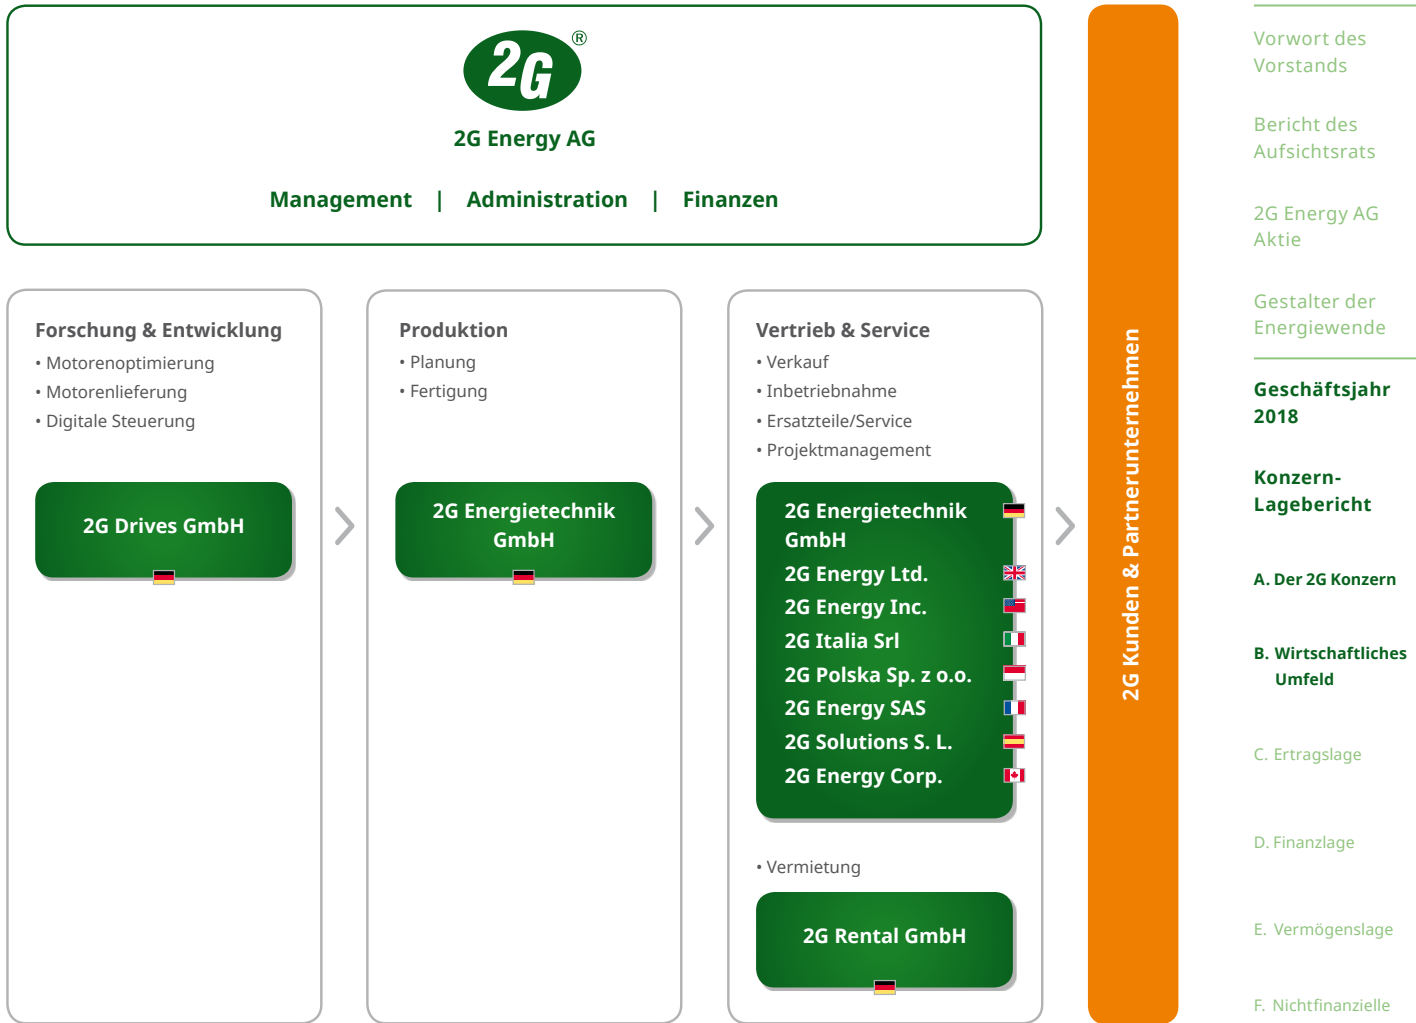 2G®
2G Energy AG
Management | Administration | Finanzen
Forschung & Entwicklung
• Motorenoptimierung
• Motorenlieferung
• Digitale Steuerung
2G Drives GmbH
Produktion
• Planung
• Fertigung
2G Energietechnik
GmbH
Vertrieb & Service
• Verkauf
• Inbetriebnahme
• Ersatzteile/Service
• Projektmanagement
2G Energietechnik
GmbH
2G Energy Ltd.
2G Energy Inc.
2G Italia Srl
2G Polska Sp. z o.o.
2G Energy SAS
2G Solutions S. L.
2G Energy Corp.
• Vermietung
2G Rental GmbH
2G Kunden & Partnerunternehmen
Vorwort des
Vorstands
Bericht des
Aufsichtsrats
2G Energy AG
Aktie
Gestalter der
Energiewende
Geschäftsjahr
2018
Konzern-
Lagebericht
A. Der 2G Konzern
B. Wirtschaftliches
Umfeld
C. Ertragslage
D. Finanzlage
E. Vermögenslage
F. Nichtfinanzielle